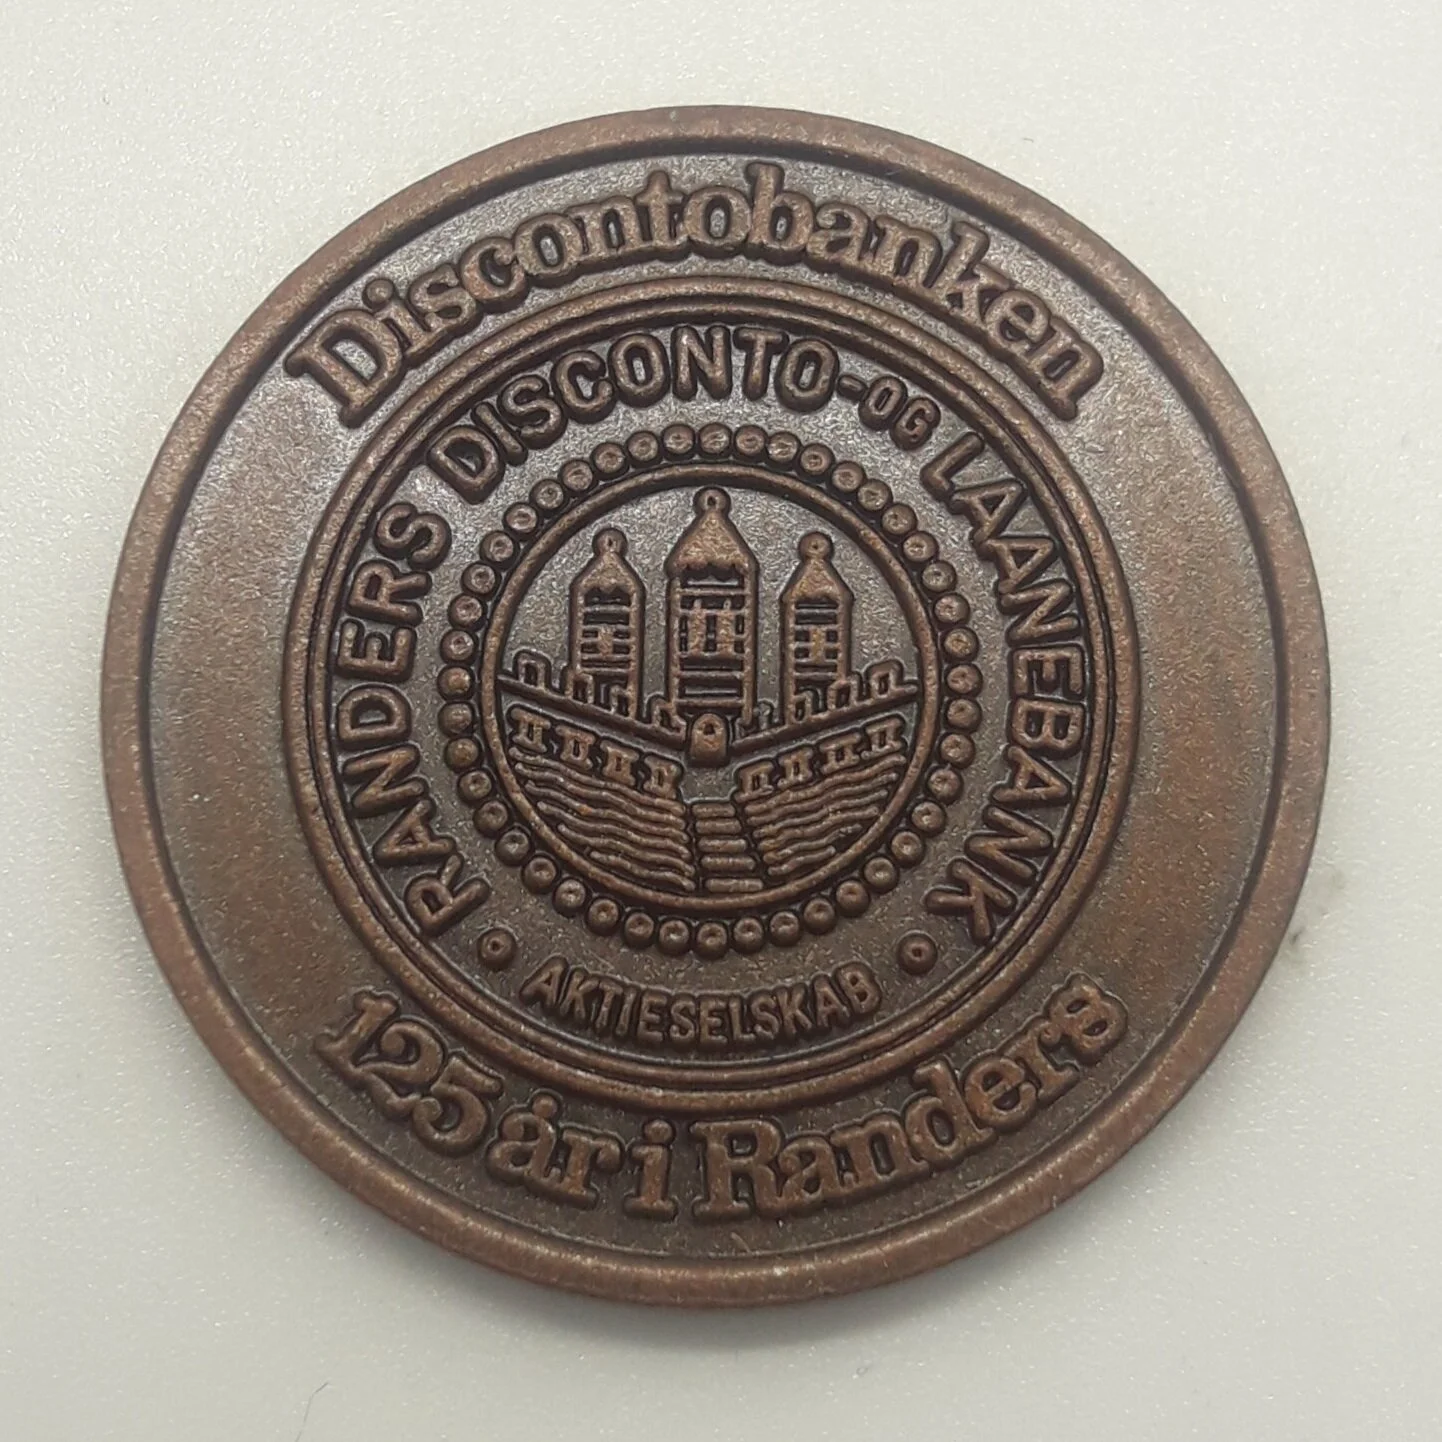 Discontobanken
RANDERS DISCONTO-OG LAANEBANK
AKTIESELSKAB
125 år i Randers